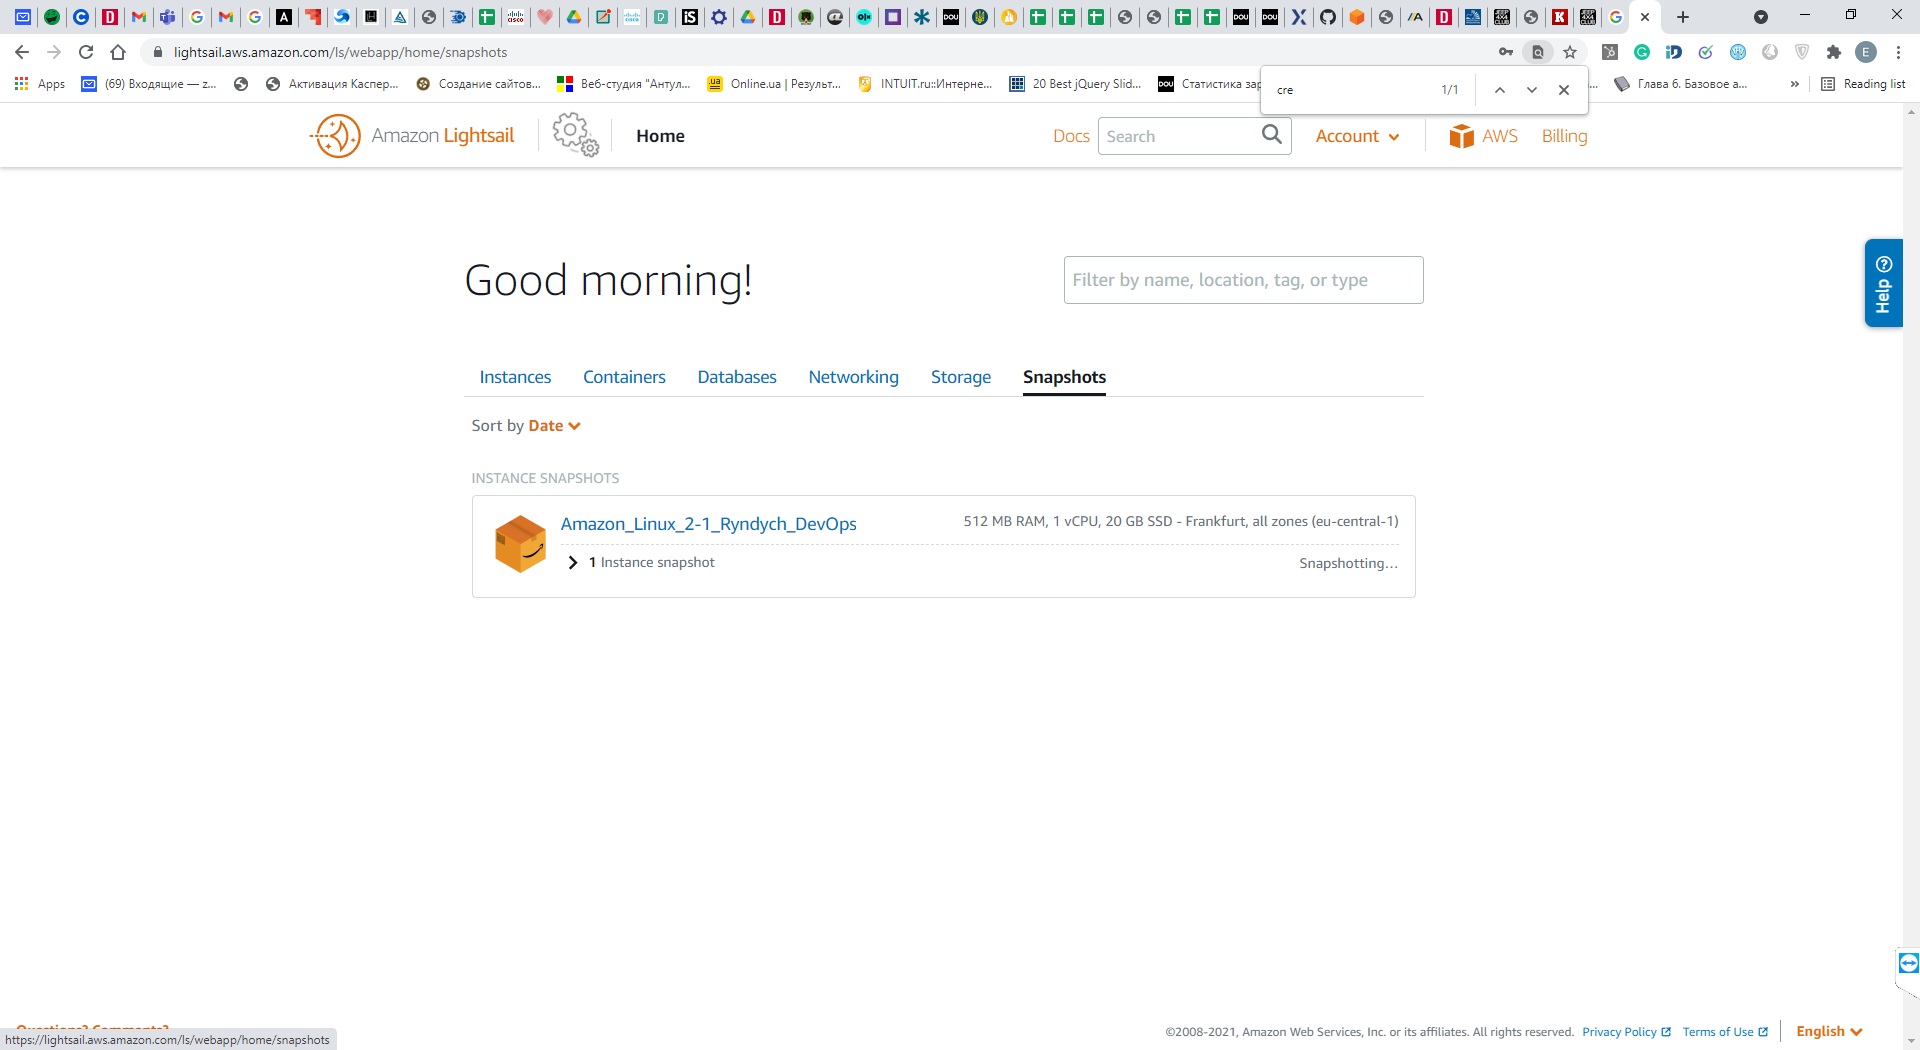 lightsail.aws.amazon.com/ls/webapp/home/snapshots
Apps
(69) Входящие — z...
Активация Каспер...
Создание сайтов...
Веб-студия "Антул...
Online.ua | Результ...
INTUIT.ru::Интерне...
20 Best jQuery Slid...
Статистика зар
Глава 6. Базовое а...
»
Reading list
cre
1/1
Amazon Lightsail
Home
Docs
Search
Account
AWS
Billing
Good morning!
Filter by name, location, tag, or type
Help
Instances
Containers
Databases
Networking
Storage
Snapshots
Sort by Date
INSTANCE SNAPSHOTS
Amazon_Linux_2-1_Ryndych_DevOps
512 MB RAM, 1 vCPU, 20 GB SSD - Frankfurt, all zones (eu-central-1)
1 Instance snapshot
Snapshotting...
Questions? Comments?
©2008-2021, Amazon Web Services, Inc. or its affiliates. All rights reserved.
Privacy Policy
Terms of Use
English
https://lightsail.aws.amazon.com/ls/webapp/home/snapshots